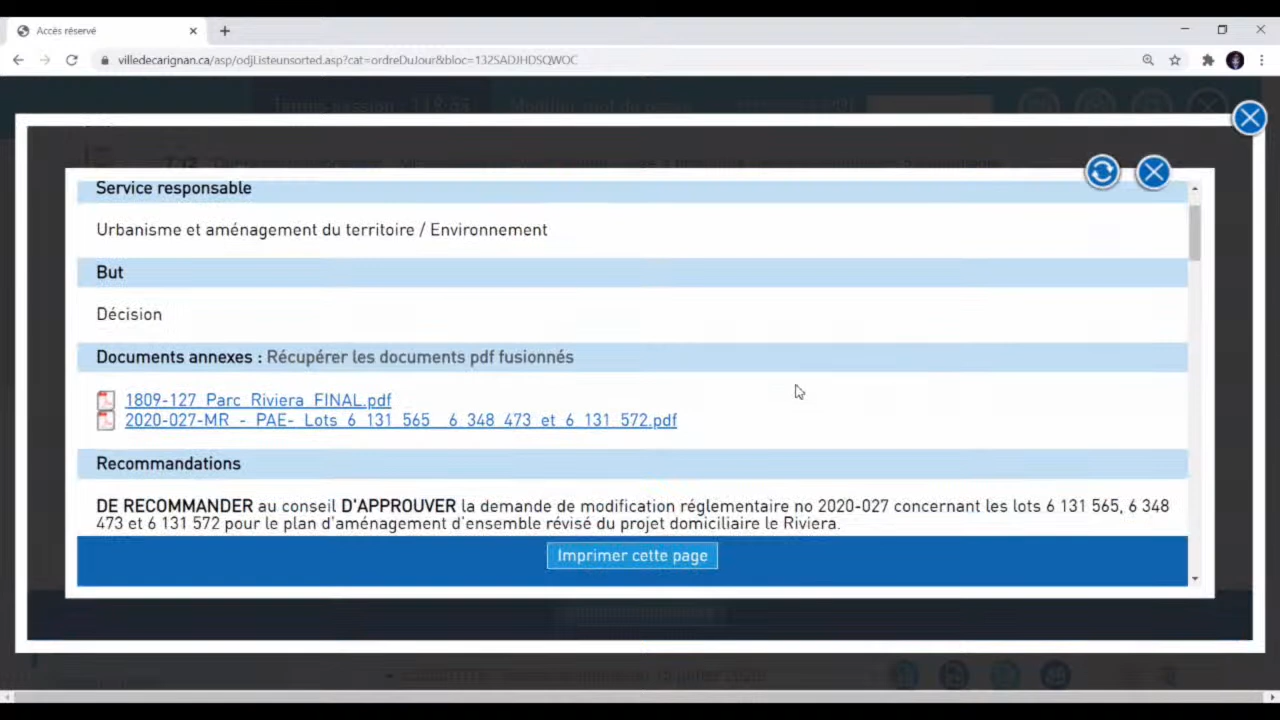 Accès réservé
villedecarignan.ca/asp/odjListeunsorted.asp?cat=ordreDuJour&bloc=132SADJHDSQWOC
Service responsable
Urbanisme et aménagement du territoire / Environnement
But
Décision
Documents annexes : Récupérer les documents pdf fusionnés
1809-127_Parc_Riviera_FINAL.pdf
2020-027-MR_-_PAE-_Lots_6_131_565__6_348_473_et_6_131_572.pdf
Recommandations
DE RECOMMANDER au conseil D'APPROUVER la demande de modification réglementaire no 2020-027 concernant les lots 6 131 565, 6 348
473 et 6 131 572 pour le plan d'aménagement d'ensemble révisé du projet domiciliaire le Riviera.
Imprimer cette page